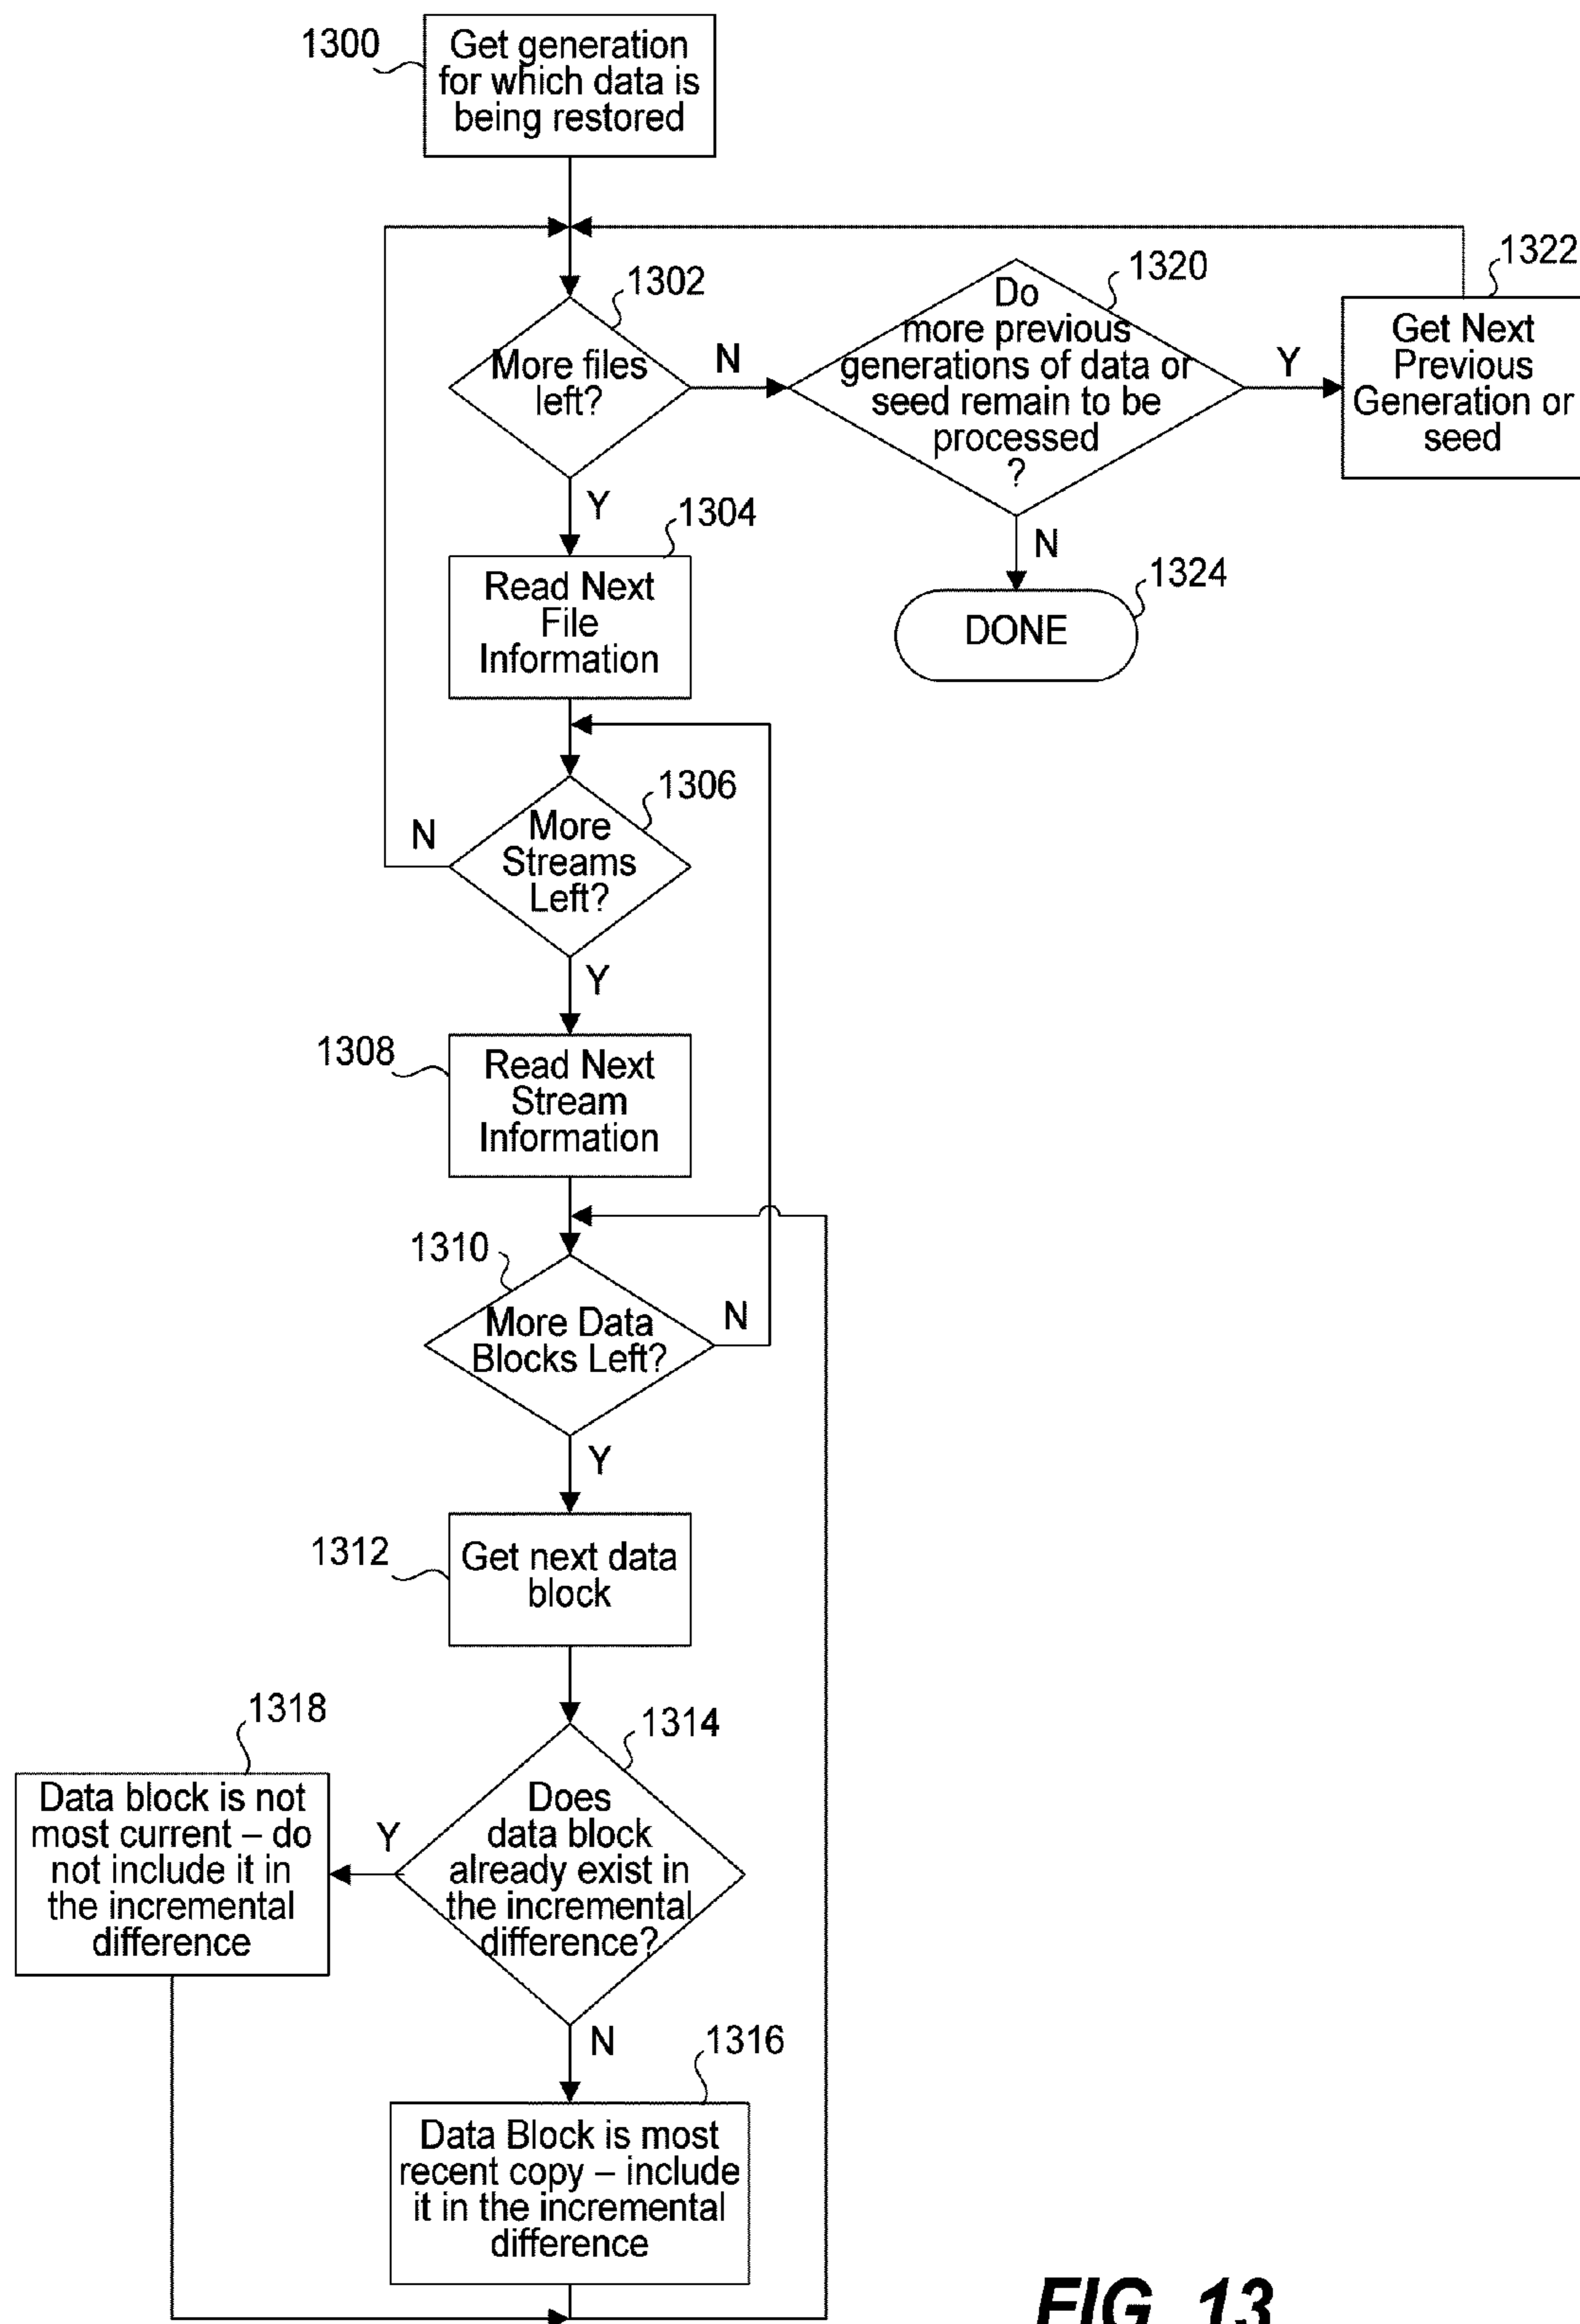 1300
Get generation
for which data is
being restored
1302
More files
left?
N
Y
1320
Do
more previous
generations of data or
seed remain to be
processed
?
Y
N
1322
Get Next
Previous
Generation or
seed
1324
DONE
1304
Read Next
File
Information
1306
More
Streams
Left?
N
Y
1308
Read Next
Stream
Information
1310
More Data
Blocks Left?
N
Y
1312
Get next data
block
1314
Does
data block
already exist in
the incremental
difference?
Y
N
1318
Data block is not
most current – do
not include it in
the incremental
difference
1316
Data Block is most
recent copy – include
it in the incremental
difference
FIG. 13